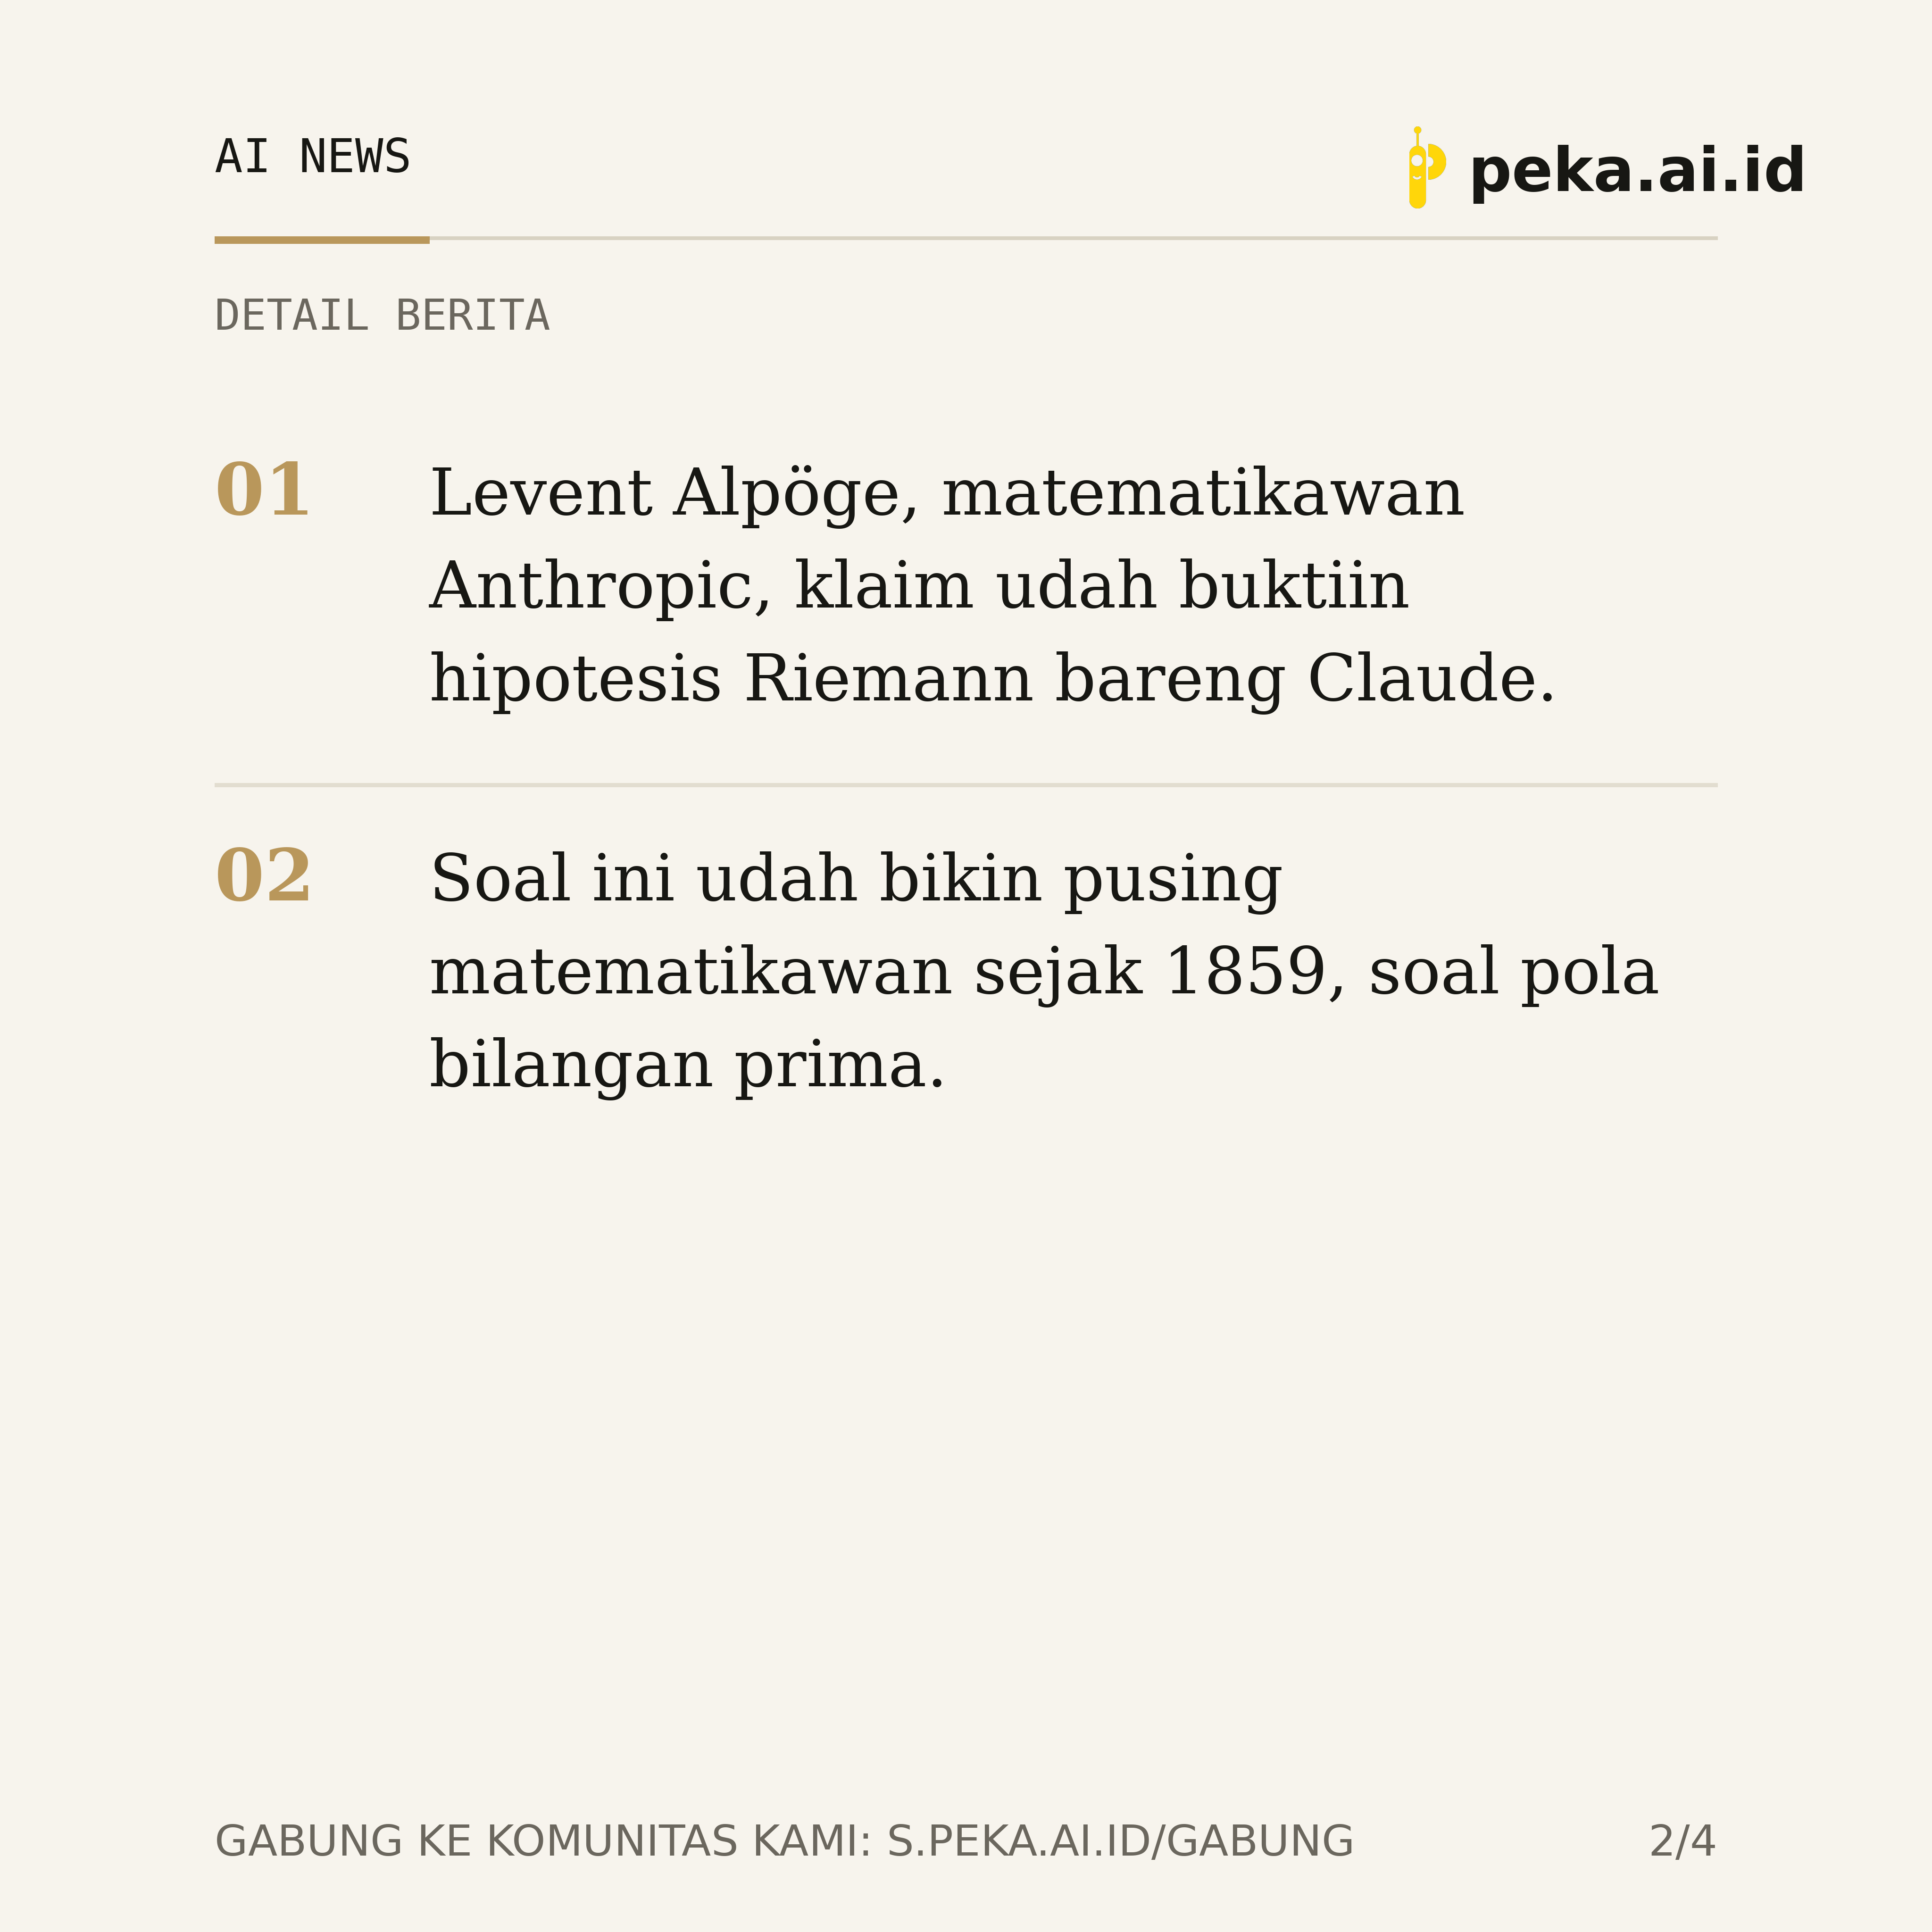 AI NEWS
peka.ai.id
DETAIL BERITA
01
Levent Alpöge, matematikawan
Anthropic, klaim udah buktiin
hipotesis Riemann bareng Claude.
02
Soal ini udah bikin pusing
matematikawan sejak 1859, soal pola
bilangan prima.
GABUNG KE KOMUNITAS KAMI: S.PEKA.AI.ID/GABUNG
2/4